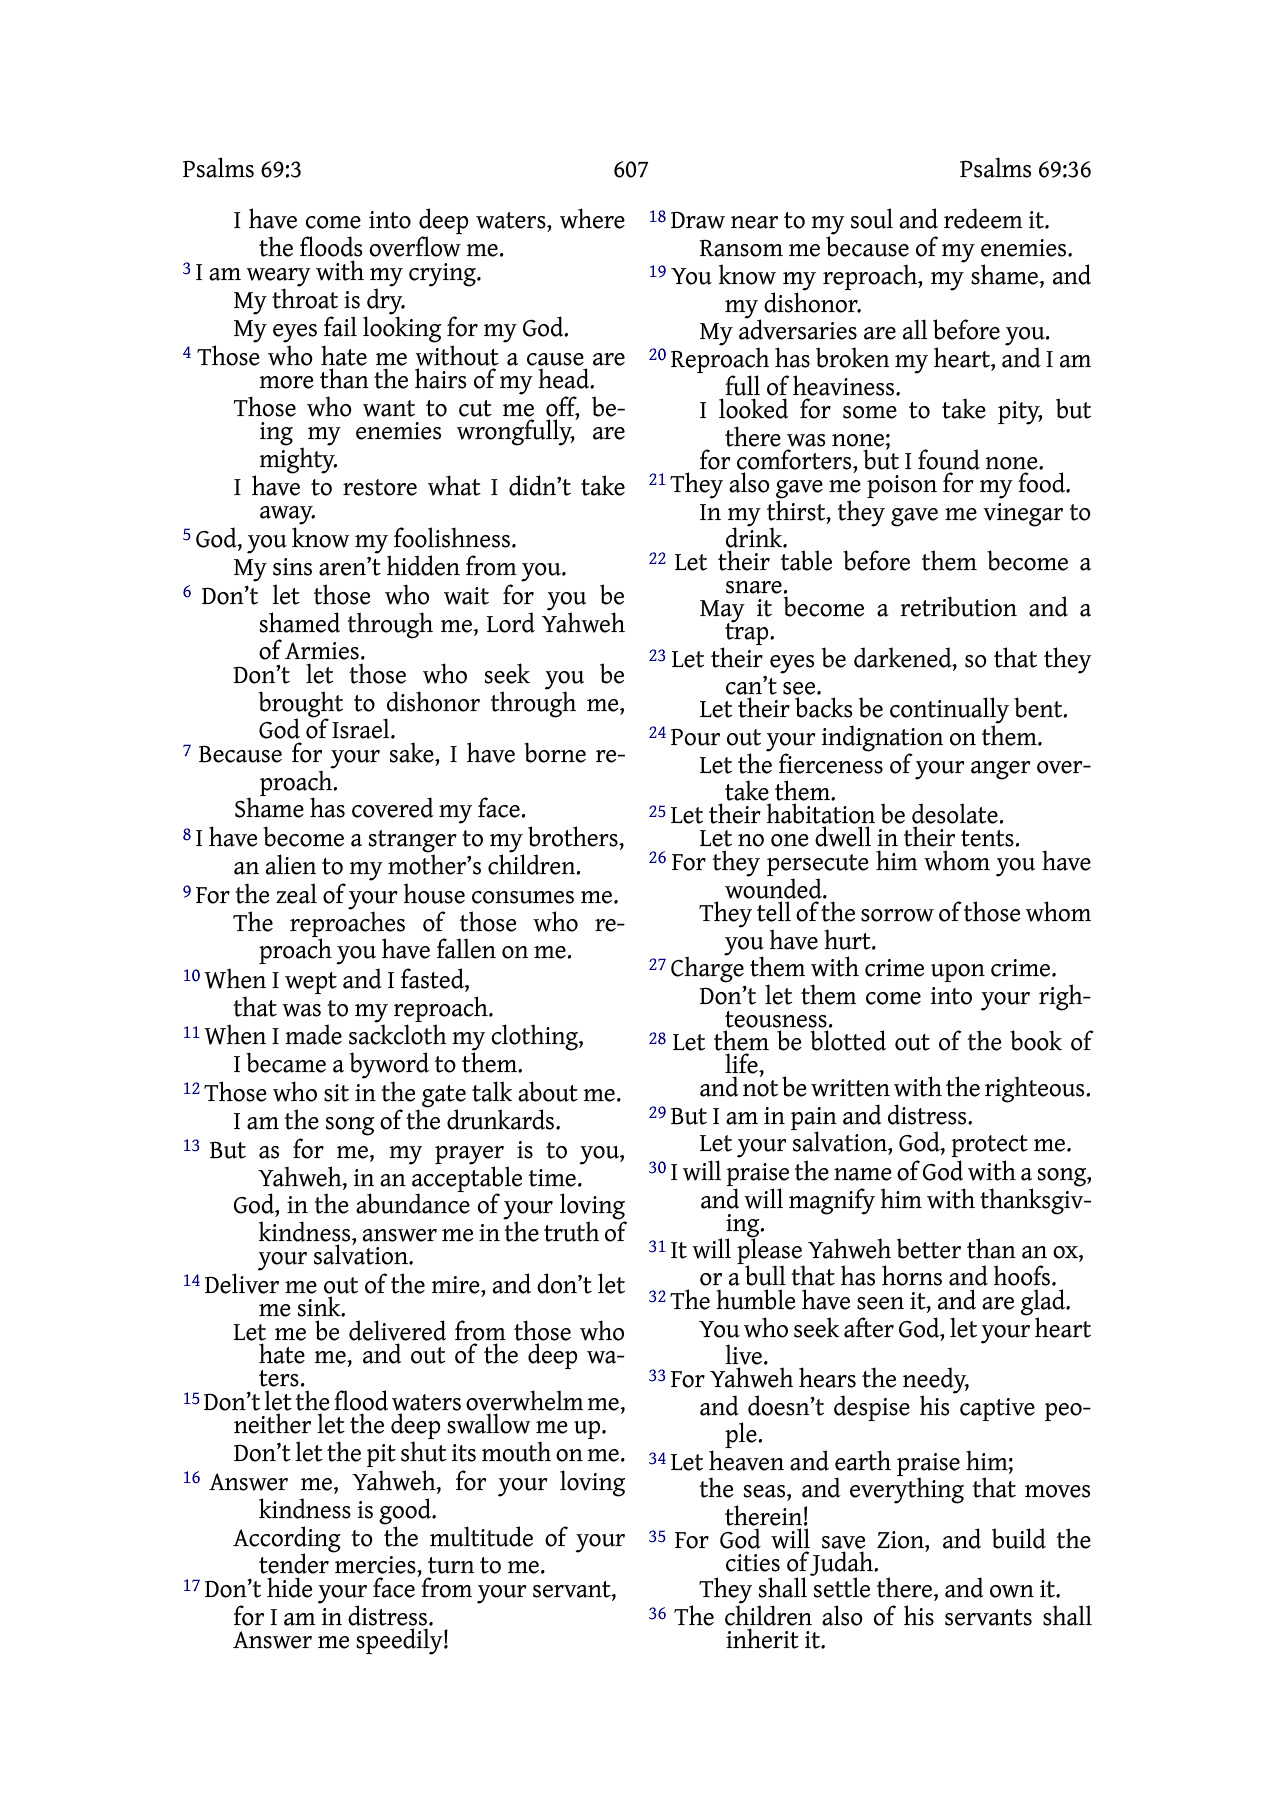 Psalms 69:3 607 Psalms 69:36
I have come into deep waters, where
the floods overflow me.
3 I am weary with my crying.
My throat is dry.
My eyes fail looking for my God.
4 Those who hate me without a cause are
more than the hairs of my head.
Those who want to cut me off, be-
ing my enemies wrongfully, are
mighty.
I have to restore what I didn’t take
away.
5 God, you know my foolishness.
My sins aren’t hidden from you.
6 Don’t let those who wait for you be
shamed through me, Lord Yahweh
of Armies.
Don’t let those who seek you be
brought to dishonor through me,
God of Israel.
7 Because for your sake, I have borne re-
proach.
Shame has covered my face.
8 I have become a stranger to my brothers,
an alien to my mother’s children.
9 For the zeal of your house consumes me.
The reproaches of those who re-
proach you have fallen on me.
10 When I wept and I fasted,
that was to my reproach.
11 When I made sackcloth my clothing,
I became a byword to them.
12 Those who sit in the gate talk about me.
I am the song of the drunkards.
13 But as for me, my prayer is to you,
Yahweh, in an acceptable time.
God, in the abundance of your loving
kindness, answer me in the truth of
your salvation.
14 Deliver me out of the mire, and don’t let
me sink.
Let me be delivered from those who
hate me, and out of the deep wa-
ters.
15 Don’t let the flood waters overwhelm me,
neither let the deep swallow me up.
Don’t let the pit shut its mouth on me.
16 Answer me, Yahweh, for your loving
kindness is good.
According to the multitude of your
tender mercies, turn to me.
17 Don’t hide your face from your servant,
for I am in distress.
Answer me speedily!
18 Draw near to my soul and redeem it.
Ransom me because of my enemies.
19 You know my reproach, my shame, and
my dishonor.
My adversaries are all before you.
20 Reproach has broken my heart, and I am
full of heaviness.
I looked for some to take pity, but
there was none;
for comforters, but I found none.
21 They also gave me poison for my food.
In my thirst, they gave me vinegar to
drink.
22 Let their table before them become a
snare.
May it become a retribution and a
trap.
23 Let their eyes be darkened, so that they
can’t see.
Let their backs be continually bent.
24 Pour out your indignation on them.
Let the fierceness of your anger over-
take them.
25 Let their habitation be desolate.
Let no one dwell in their tents.
26 For they persecute him whom you have
wounded.
They tell of the sorrow of those whom
you have hurt.
27 Charge them with crime upon crime.
Don’t let them come into your righ-
teousness.
28 Let them be blotted out of the book of
life,
and not be written with the righteous.
29 But I am in pain and distress.
Let your salvation, God, protect me.
30 I will praise the name of God with a song,
and will magnify him with thanksgiv-
ing.
31 It will please Yahweh better than an ox,
or a bull that has horns and hoofs.
32 The humble have seen it, and are glad.
You who seek after God, let your heart
live.
33 For Yahweh hears the needy,
and doesn’t despise his captive peo-
ple.
34 Let heaven and earth praise him;
the seas, and everything that moves
therein!
35 For God will save Zion, and build the
cities of Judah.
They shall settle there, and own it.
36 The children also of his servants shall
inherit it.